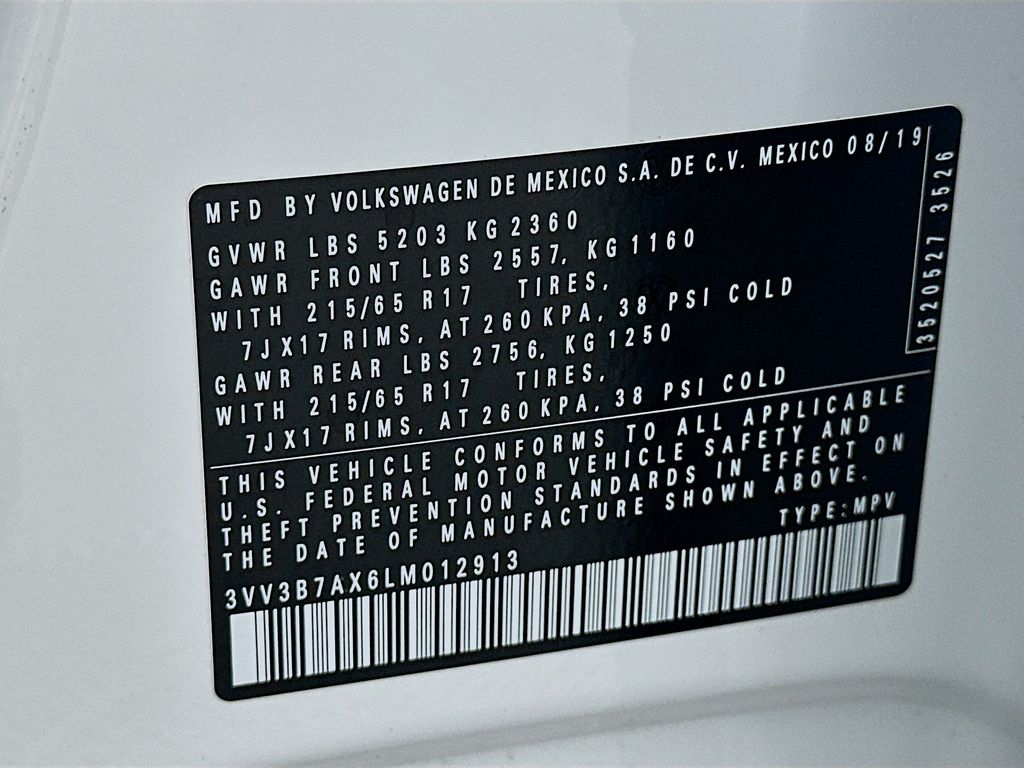 MFD BY VOLKSWAGEN DE MEXICO S.A. DE C.V. MEXICO 08/19
GVWR LBS 5203 KG 2360
GAWR FRONT LBS 2557, KG 1160
WITH 215/65 R17 TIRES,
7JX17 RIMS, AT 260 KPA, 38 PSI COLD
GAWR REAR LBS 2756, KG 1250
WITH 215/65 R17 TIRES,
7JX17 RIMS, AT 260 KPA, 38 PSI COLD
3520527 3526
THIS VEHICLE CONFORMS TO ALL APPLICABLE
U.S. FEDERAL MOTOR VEHICLE SAFETY AND
THEFT PREVENTION STANDARDS IN EFFECT ON
THE DATE OF MANUFACTURE SHOWN ABOVE.
3VV3B7AX6LM012913 TYPE:MPV